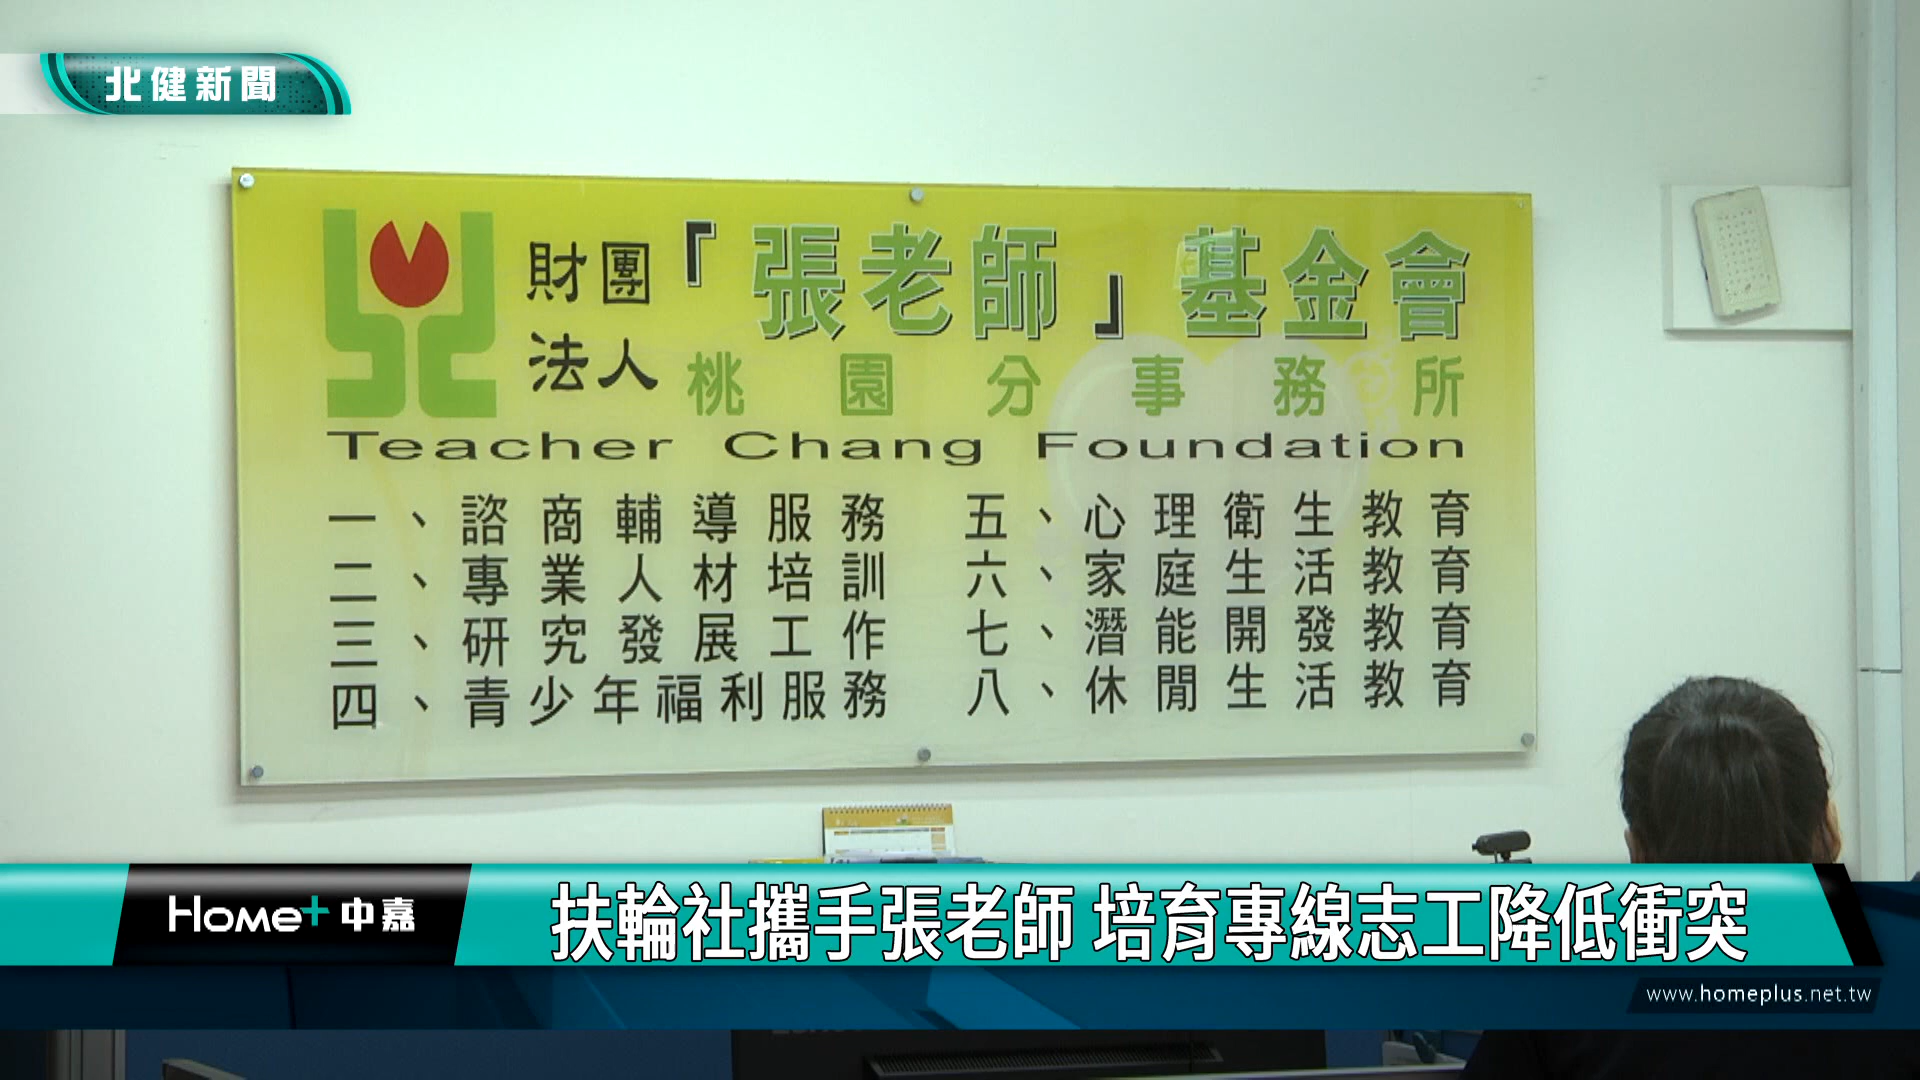 北健新聞
財團法人
『張老師』基金會
桃園分事務所
Teacher Chang Foundation
一、諮商輔導服務
二、專業人材培訓
三、研究發展工作
四、青少年福利服務
五、心理衛生教育
六、家庭生活教育
七、潛能開發教育
八、休閒生活教育
Home+ 中嘉
扶輪社攜手張老師 培育專線志工降低衝突
www.homeplus.net.tw